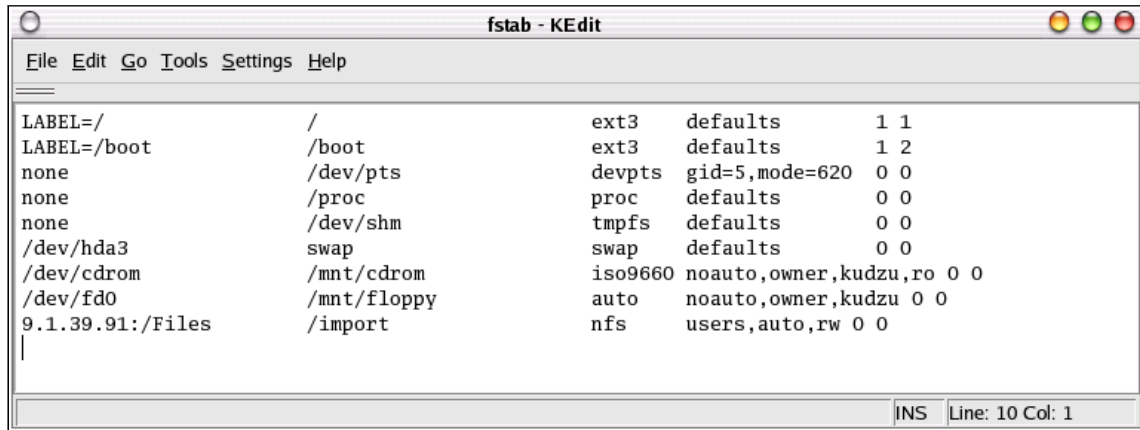 fstab - KEdit
File Edit Go Tools Settings Help
LABEL=/ / ext3 defaults 1 1
LABEL=/boot /boot ext3 defaults 1 2
none /dev/pts devpts gid=5,mode=620 0 0
none /proc proc defaults 0 0
none /dev/shm tmpfs defaults 0 0
/dev/hda3 swap swap defaults 0 0
/dev/cdrom /mnt/cdrom iso9660 noauto,owner,kudzu,ro 0 0
/dev/fd0 /mnt/floppy auto noauto,owner,kudzu 0 0
9.1.39.91:/Files /import nfs users,auto,rw 0 0
INS Line: 10 Col: 1